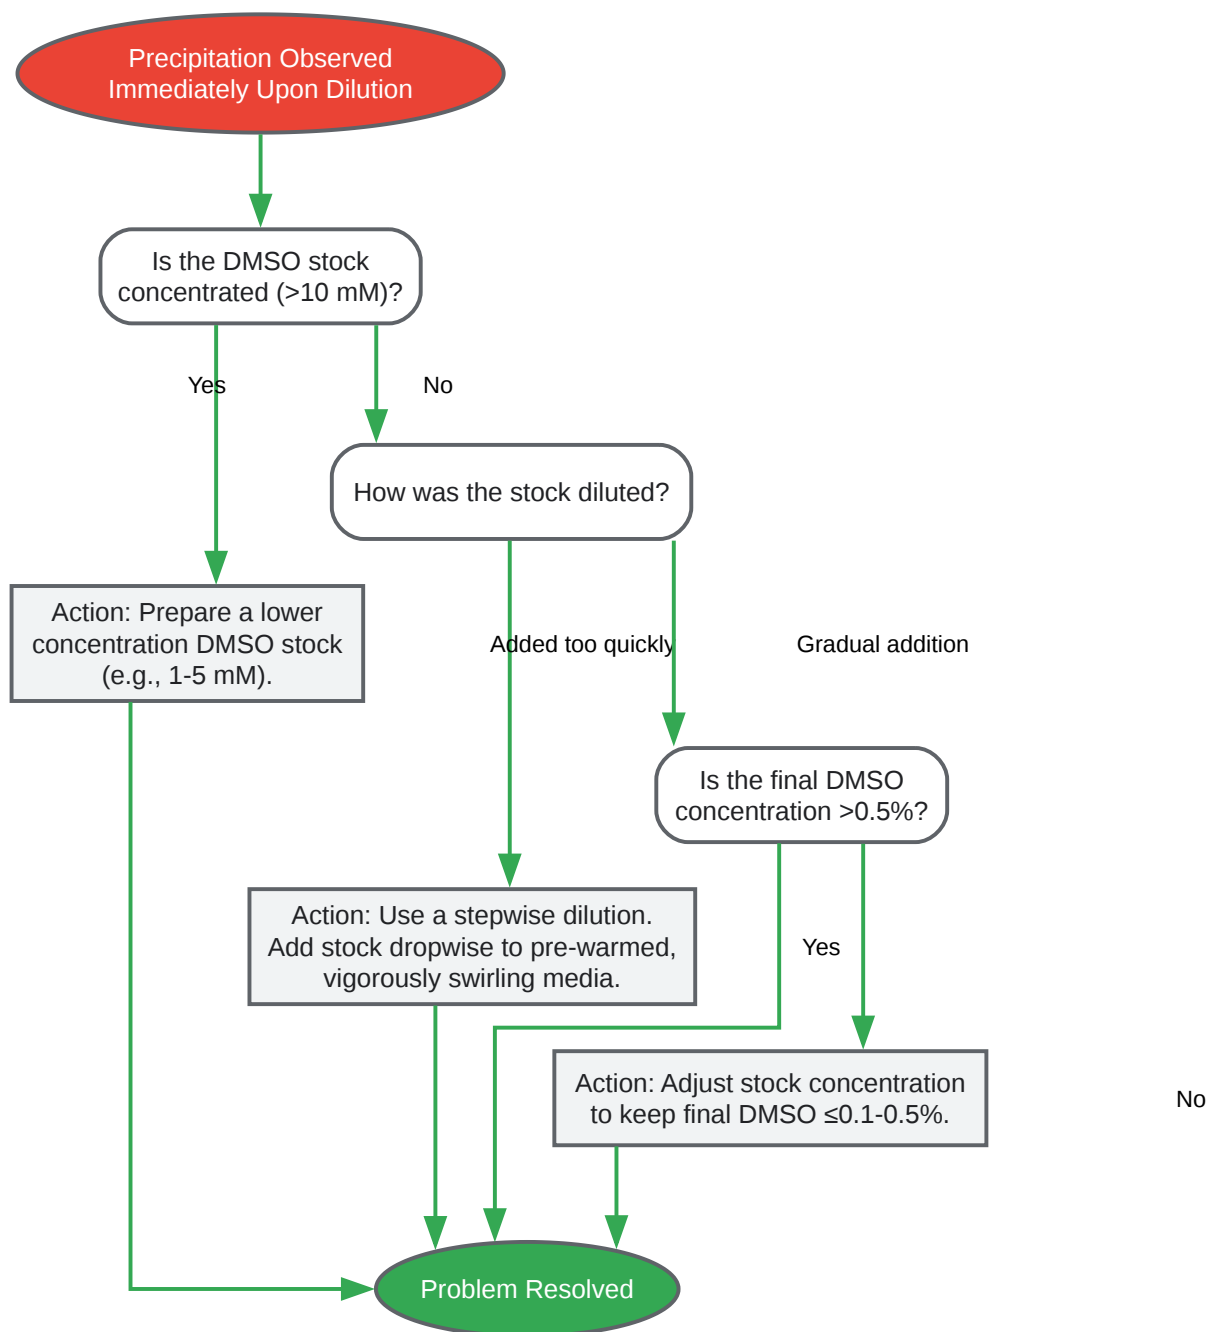 Precipitation Observed
Immediately Upon Dilution
Is the DMSO stock
concentrated (>10 mM)?
Yes
No
How was the stock diluted?
Action: Prepare a lower
concentration DMSO stock
(e.g., 1-5 mM).
Added too quickly
Gradual addition
Is the final DMSO
concentration >0.5%?
Action: Use a stepwise dilution.
Add stock dropwise to pre-warmed,
vigorously swirling media.
Yes
Action: Adjust stock concentration
to keep final DMSO ≤0.1-0.5%.
No
Problem Resolved